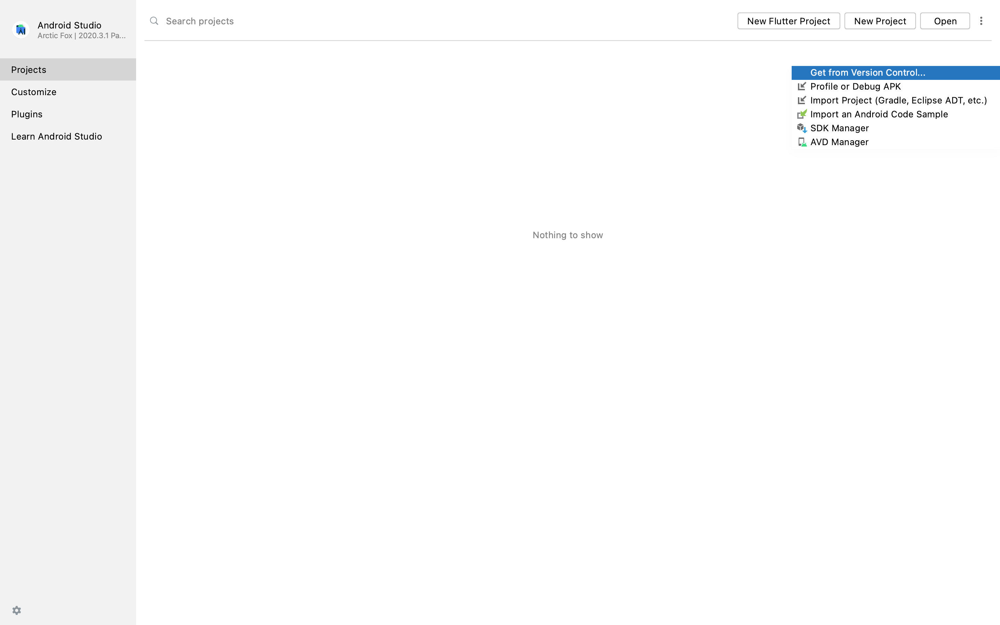 Android Studio
Arctic Fox | 2020.3.1 Pa...
Projects
Customize
Plugins
Learn Android Studio
Search projects
New Flutter Project
New Project
Open
Get from Version Control...
Profile or Debug APK
Import Project (Gradle, Eclipse ADT, etc.)
Import an Android Code Sample
SDK Manager
AVD Manager
Nothing to show